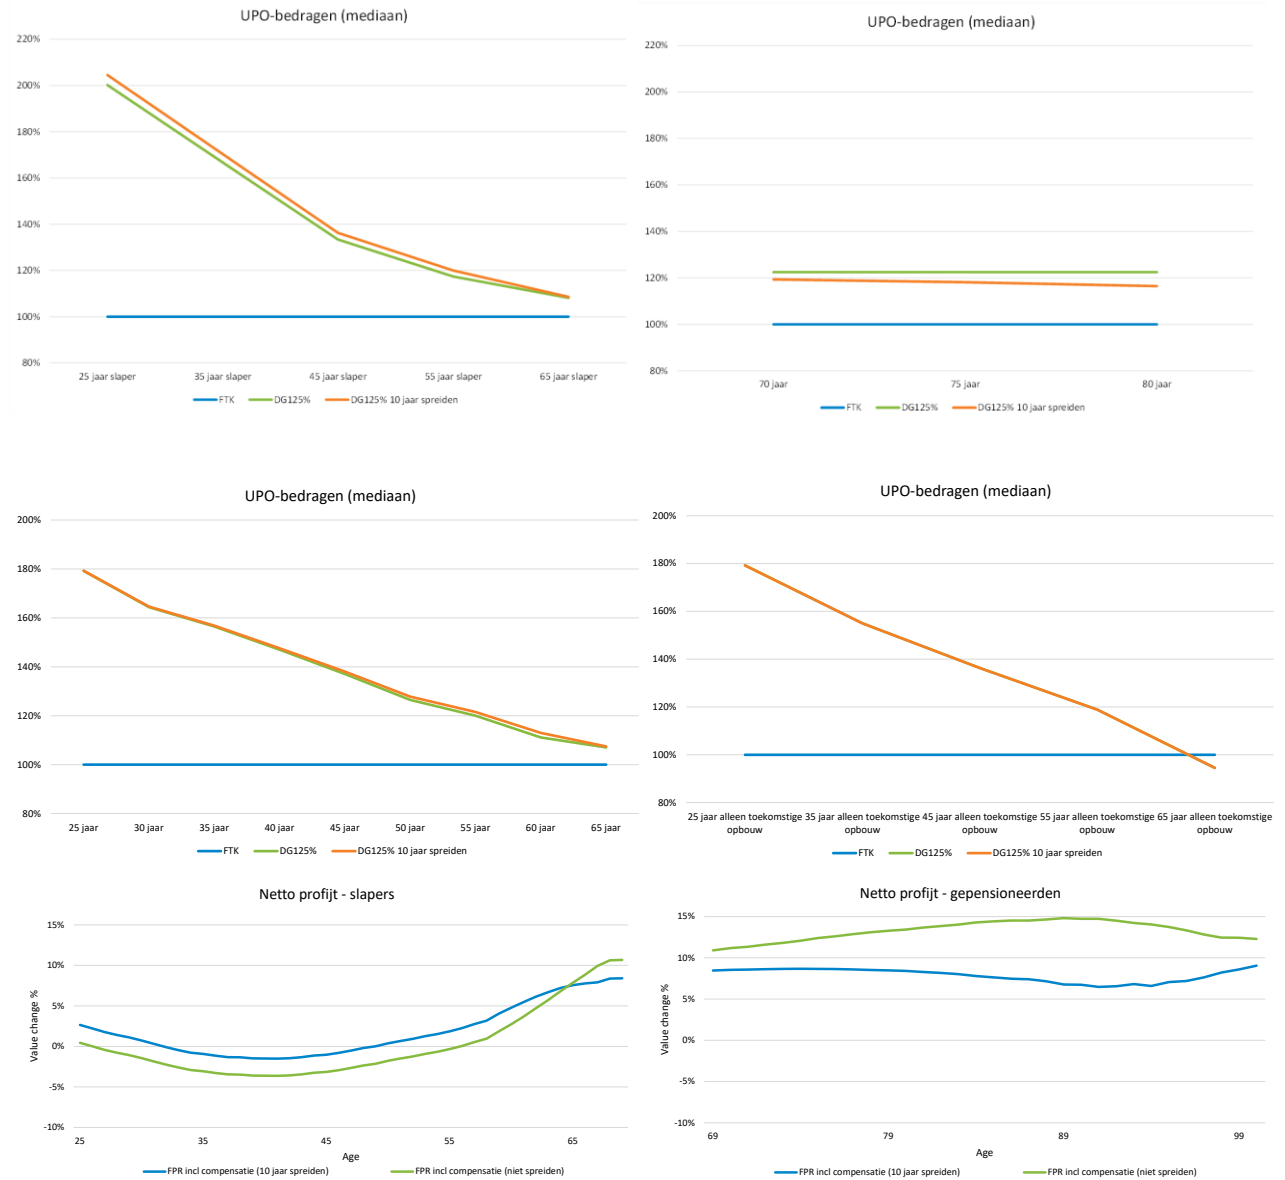 UPO-bedragen (mediaan)
220%
200%
180%
160%
140%
120%
100%
80%
25 jaar slaper 35 jaar slaper 45 jaar slaper 55 jaar slaper 65 jaar slaper
FTK DG125% DG125% 10 jaar spreiden
UPO-bedragen (mediaan)
220%
200%
180%
160%
140%
120%
100%
80%
70 jaar 75 jaar 80 jaar
FTK DG125% DG125% 10 jaar spreiden
UPO-bedragen (mediaan)
200%
180%
160%
140%
120%
100%
80%
25 jaar 30 jaar 35 jaar 40 jaar 45 jaar 50 jaar 55 jaar 60 jaar 65 jaar
FTK DG125% DG125% 10 jaar spreiden
UPO-bedragen (mediaan)
200%
180%
160%
140%
120%
100%
80%
25 jaar alleen toekomstige 35 jaar alleen toekomstige 45 jaar alleen toekomstige 55 jaar alleen toekomstige 65 jaar alleen toekomstige
opbouw opbouw opbouw opbouw opbouw
FTK DG125% DG125% 10 jaar spreiden
Netto profijt - slapers
15%
10%
5%
0%
-5%
-10%
Value change %
25 35 45 55 65
Age
FPR incl compensatie (10 jaar spreiden) FPR incl compensatie (niet spreiden)
Netto profijt - gepensioneerden
15%
10%
5%
0%
-5%
-10%
Value change %
69 79 89 99
Age
FPR incl compensatie (10 jaar spreiden) FPR incl compensatie (niet spreiden)